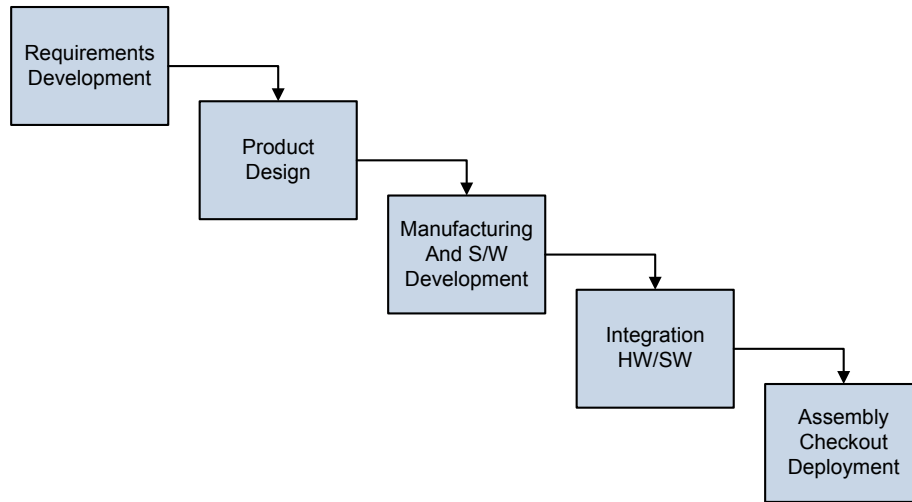 Requirements
Development
Product
Design
Manufacturing
And S/W
Development
Integration
HW/SW
Assembly
Checkout
Deployment